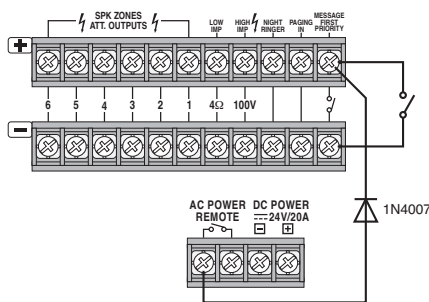 SPK ZONES
ATT. OUTPUTS
LOW
IMP
HIGH
IMP
NIGHT
RINGER
PAGING
IN
MESSAGE
FIRST
PRIORITY
+
6 5 4 3 2 1 4Ω 100V
−
AC POWER
REMOTE
DC POWER
24V/20A
− +
1N4007